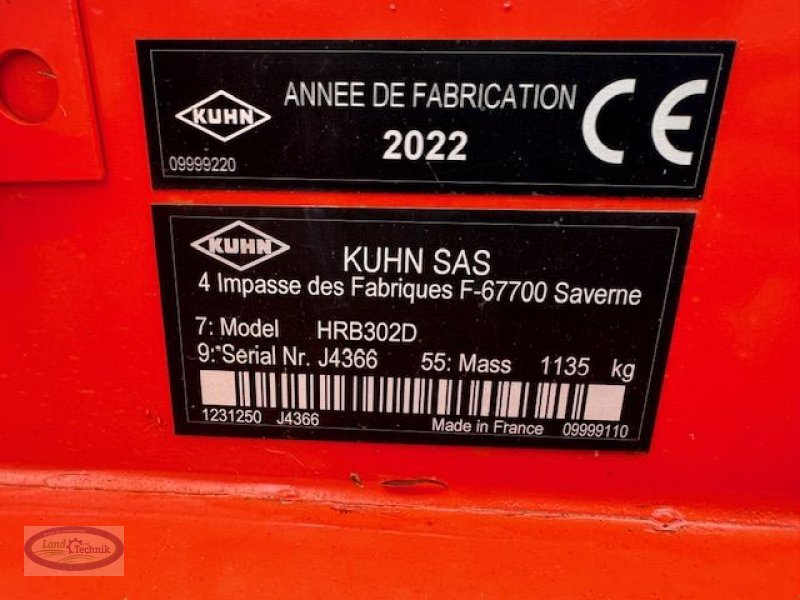 KUHN
ANNEE DE FABRICATION
2022
CE
09999220
KUHN
KUHN SAS
4 Impasse des Fabriques F-67700 Saverne
7: Model HRB302D
9: Serial Nr. J4366 55: Mass 1135 kg
1231250 J4366 Made in France 09999110
Land Technik